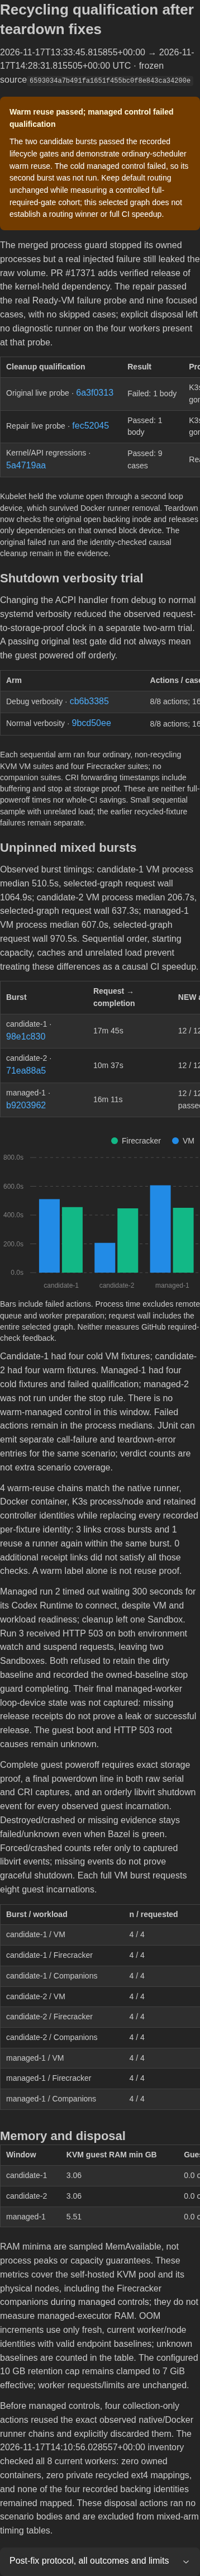 Recycling qualification after
teardown fixes
2026-11-17T13:33:45.815855+00:00 → 2026-11-
17T14:28:31.815505+00:00 UTC · frozen
source 6593034a7b491fa1651f455bc0f8e843ca34200e
Warm reuse passed; managed control failed
qualification
The two candidate bursts passed the recorded
lifecycle gates and demonstrate ordinary-scheduler
warm reuse. The cold managed control failed, so its
second burst was not run. Keep default routing
unchanged while measuring a controlled full-
required-gate cohort; this selected graph does not
establish a routing winner or full CI speedup.
The merged process guard stopped its owned
processes but a real injected failure still leaked the
raw volume. PR #17371 adds verified release of
the kernel-held dependency. The repair passed
the real Ready-VM failure probe and nine focused
cases, with no skipped cases; explicit disposal left
no diagnostic runner on the four workers present
at that probe.
Cleanup qualification Result Pro
Original live probe · 6a3f0313 Failed: 1 body K3s
gon
Repair live probe · fec52045 Passed: 1
body K3s
gon
Kernel/API regressions ·
5a4719aa Passed: 9
cases Rea
Kubelet held the volume open through a second loop
device, which survived Docker runner removal. Teardown
now checks the original open backing inode and releases
only dependencies on that owned block device. The
original failed run and the identity-checked causal
cleanup remain in the evidence.
Shutdown verbosity trial
Changing the ACPI handler from debug to normal
systemd verbosity reduced the observed request-
to-storage-proof clock in a separate two-arm trial.
A passing original test gate did not always mean
the guest powered off orderly.
Arm Actions / case
Debug verbosity · cb6b3385 8/8 actions; 16
Normal verbosity · 9bcd50ee 8/8 actions; 16
Each sequential arm ran four ordinary, non-recycling
KVM VM suites and four Firecracker suites; no
companion suites. CRI forwarding timestamps include
buffering and stop at storage proof. These are neither full-
poweroff times nor whole-CI savings. Small sequential
sample with unrelated load; the earlier recycled-fixture
failures remain separate.
Unpinned mixed bursts
Observed burst timings: candidate-1 VM process
median 510.5s, selected-graph request wall
1064.9s; candidate-2 VM process median 206.7s,
selected-graph request wall 637.3s; managed-1
VM process median 607.0s, selected-graph
request wall 970.5s. Sequential order, starting
capacity, caches and unrelated load prevent
treating these differences as a causal CI speedup.
Burst Request →
completion NEW a
candidate-1 ·
98e1c830 17m 45s 12 / 12
candidate-2 ·
71ea88a5 10m 37s 12 / 12
managed-1 ·
b9203962 16m 11s 12 / 12
passed
Firecracker VM
800.0s
600.0s
400.0s
200.0s
0.0s
candidate-1 candidate-2 managed-1
Bars include failed actions. Process time excludes remote
queue and worker preparation; request wall includes the
entire selected graph. Neither measures GitHub required-
check feedback.
Candidate-1 had four cold VM fixtures; candidate-
2 had four warm fixtures. Managed-1 had four
cold fixtures and failed qualification; managed-2
was not run under the stop rule. There is no
warm-managed control in this window. Failed
actions remain in the process medians. JUnit can
emit separate call-failure and teardown-error
entries for the same scenario; verdict counts are
not extra scenario coverage.
4 warm-reuse chains match the native runner,
Docker container, K3s process/node and retained
controller identities while replacing every recorded
per-fixture identity: 3 links cross bursts and 1
reuse a runner again within the same burst. 0
additional receipt links did not satisfy all those
checks. A warm label alone is not reuse proof.
Managed run 2 timed out waiting 300 seconds for
its Codex Runtime to connect, despite VM and
workload readiness; cleanup left one Sandbox.
Run 3 received HTTP 503 on both environment
watch and suspend requests, leaving two
Sandboxes. Both refused to retain the dirty
baseline and recorded the owned-baseline stop
guard completing. Their final managed-worker
loop-device state was not captured: missing
release receipts do not prove a leak or successful
release. The guest boot and HTTP 503 root
causes remain unknown.
Complete guest poweroff requires exact storage
proof, a final powerdown line in both raw serial
and CRI captures, and an orderly libvirt shutdown
event for every observed guest incarnation.
Destroyed/crashed or missing evidence stays
failed/unknown even when Bazel is green.
Forced/crashed counts refer only to captured
libvirt events; missing events do not prove
graceful shutdown. Each full VM burst requests
eight guest incarnations.
Burst / workload n / requested
candidate-1 / VM 4 / 4
candidate-1 / Firecracker 4 / 4
candidate-1 / Companions 4 / 4
candidate-2 / VM 4 / 4
candidate-2 / Firecracker 4 / 4
candidate-2 / Companions 4 / 4
managed-1 / VM 4 / 4
managed-1 / Firecracker 4 / 4
managed-1 / Companions 4 / 4
Memory and disposal
Window KVM guest RAM min GB Gues
candidate-1 3.06 0.0 c
candidate-2 3.06 0.0 c
managed-1 5.51 0.0 c
RAM minima are sampled MemAvailable, not
process peaks or capacity guarantees. These
metrics cover the self-hosted KVM pool and its
physical nodes, including the Firecracker
companions during managed controls; they do not
measure managed-executor RAM. OOM
increments use only fresh, current worker/node
identities with valid endpoint baselines; unknown
baselines are counted in the table. The configured
10 GB retention cap remains clamped to 7 GiB
effective; worker requests/limits are unchanged.
Before managed controls, four collection-only
actions reused the exact observed native/Docker
runner chains and explicitly discarded them. The
2026-11-17T14:10:56.028557+00:00 inventory
checked all 8 current workers: zero owned
containers, zero private recycled ext4 mappings,
and none of the four recorded backing identities
remained mapped. These disposal actions ran no
scenario bodies and are excluded from mixed-arm
timing tables.
Post-fix protocol, all outcomes and limits